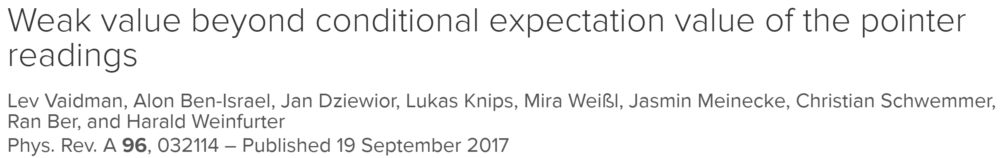 Weak value beyond conditional expectation value of the pointer
readings
Lev Vaidman, Alon Ben-Israel, Jan Dziewior, Lukas Knips, Mira Weißl, Jasmin Meinecke, Christian Schwemmer,
Ran Ber, and Harald Weinfurter
Phys. Rev. A 96, 032114 – Published 19 September 2017